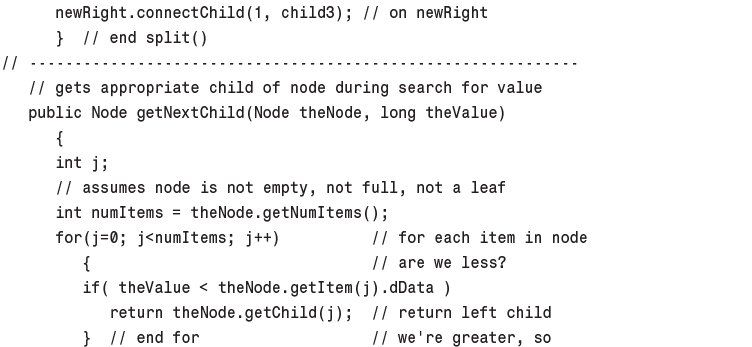 newRight.connectChild(1, child3); // on newRight
}  // end split()
// -------------------------------------------------------------
// gets appropriate child of node during search for value
public Node getNextChild(Node theNode, long theValue)
{
int j;
// assumes node is not empty, not full, not a leaf
int numItems = theNode.getNumItems();
for(j=0; j<numItems; j++)          // for each item in node
{                               // are we less?
if( theValue < theNode.getItem(j).dData )
return theNode.getChild(j);  // return left child
}  // end for                   // we're greater, so